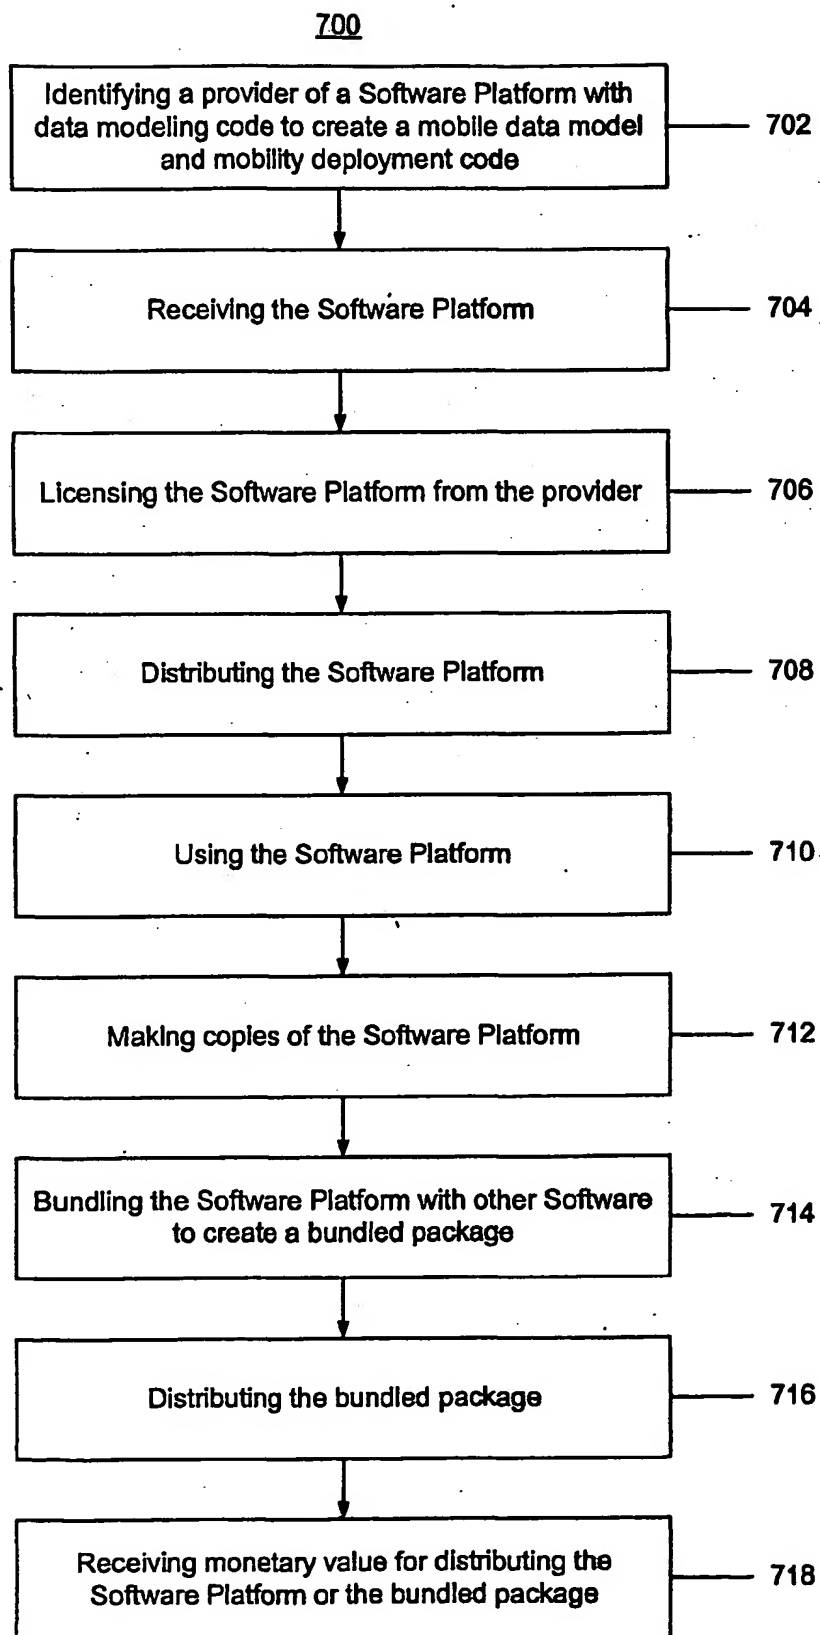 700
Identifying a provider of a Software Platform with
data modeling code to create a mobile data model
and mobility deployment code
702
Receiving the Software Platform
704
Licensing the Software Platform from the provider
706
Distributing the Software Platform
708
Using the Software Platform
710
Making copies of the Software Platform
712
Bundling the Software Platform with other Software
to create a bundled package
714
Distributing the bundled package
716
Receiving monetary value for distributing the
Software Platform or the bundled package
718